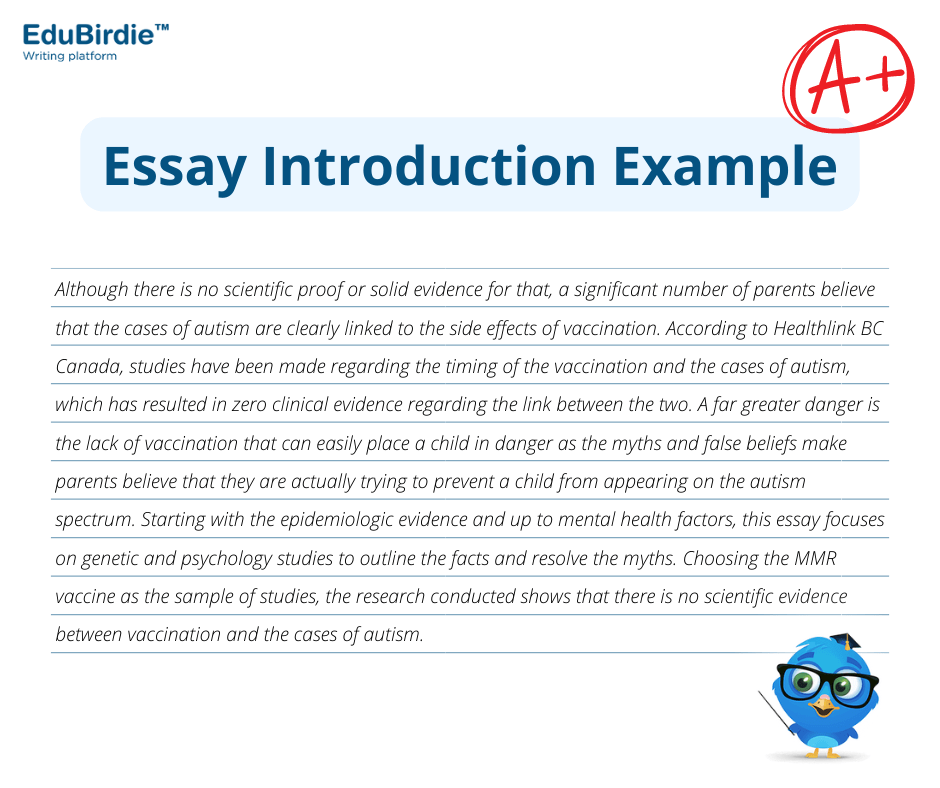 EduBirdie™
Writing platform
A+
Essay Introduction Example
Although there is no scientific proof or solid evidence for that, a significant number of parents believe
that the cases of autism are clearly linked to the side effects of vaccination. According to Healthlink BC
Canada, studies have been made regarding the timing of the vaccination and the cases of autism,
which has resulted in zero clinical evidence regarding the link between the two. A far greater danger is
the lack of vaccination that can easily place a child in danger as the myths and false beliefs make
parents believe that they are actually trying to prevent a child from appearing on the autism
spectrum. Starting with the epidemiologic evidence and up to mental health factors, this essay focuses
on genetic and psychology studies to outline the facts and resolve the myths. Choosing the MMR
vaccine as the sample of studies, the research conducted shows that there is no scientific evidence
between vaccination and the cases of autism.